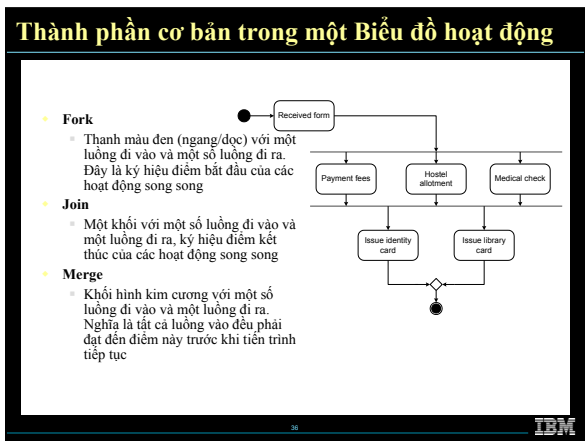 Thành phần cơ bản trong một Biểu đồ hoạt động
Fork
Thanh màu đen (ngang/dọc) với một
luồng đi vào và một số luồng đi ra.
Đây là ký hiệu điểm bắt đầu của các
hoạt động song song
Join
Một khối với một số luồng đi vào và
một luồng đi ra, ký hiệu điểm kết
thúc của các hoạt động song song
Merge
Khối hình kim cương với một số
luồng đi vào và một luồng đi ra.
Nghĩa là tất cả luồng vào đều phải
đạt đến điểm này trước khi tiến trình
tiếp tục
Received form
Payment fees
Hostel
allotment
Medical check
Issue identity
card
Issue library
card
36
IBM